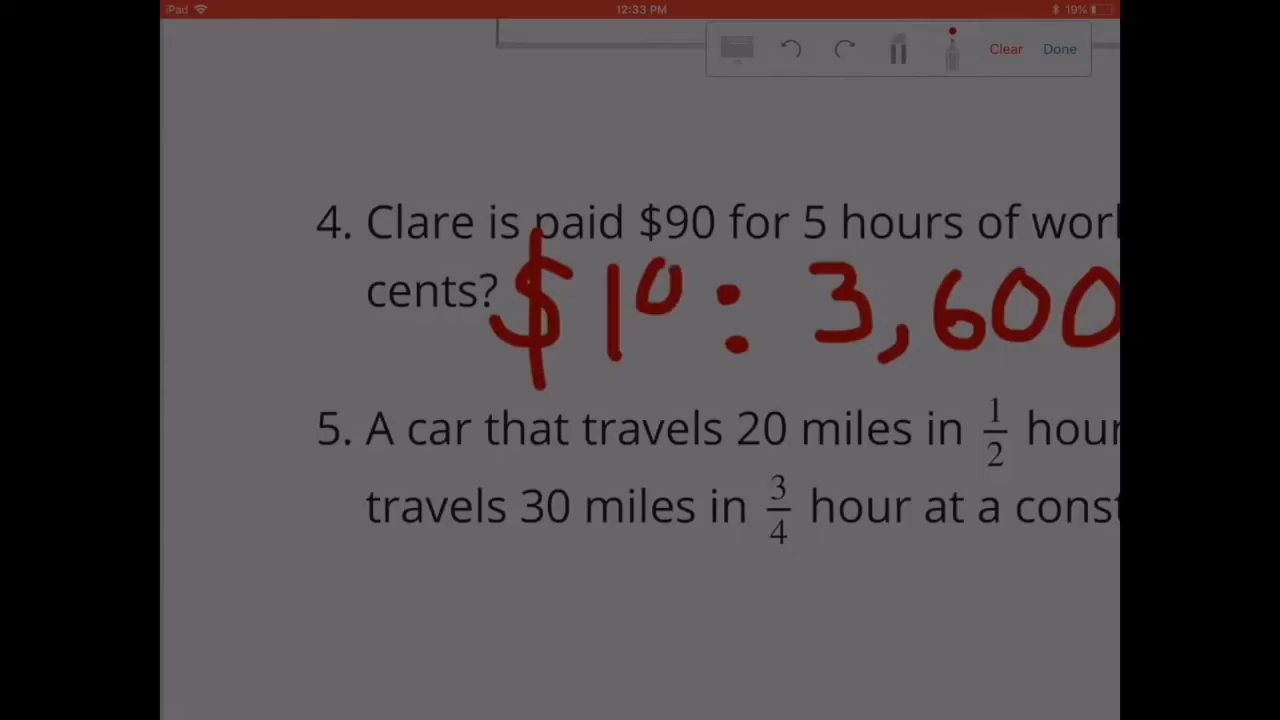 iPad 12:33 PM 19%
Clear Done
4. Clare is paid $90 for 5 hours of work
cents?
$10 : 3,600
5. A car that travels 20 miles in 1/2 hour
travels 30 miles in 3/4 hour at a const